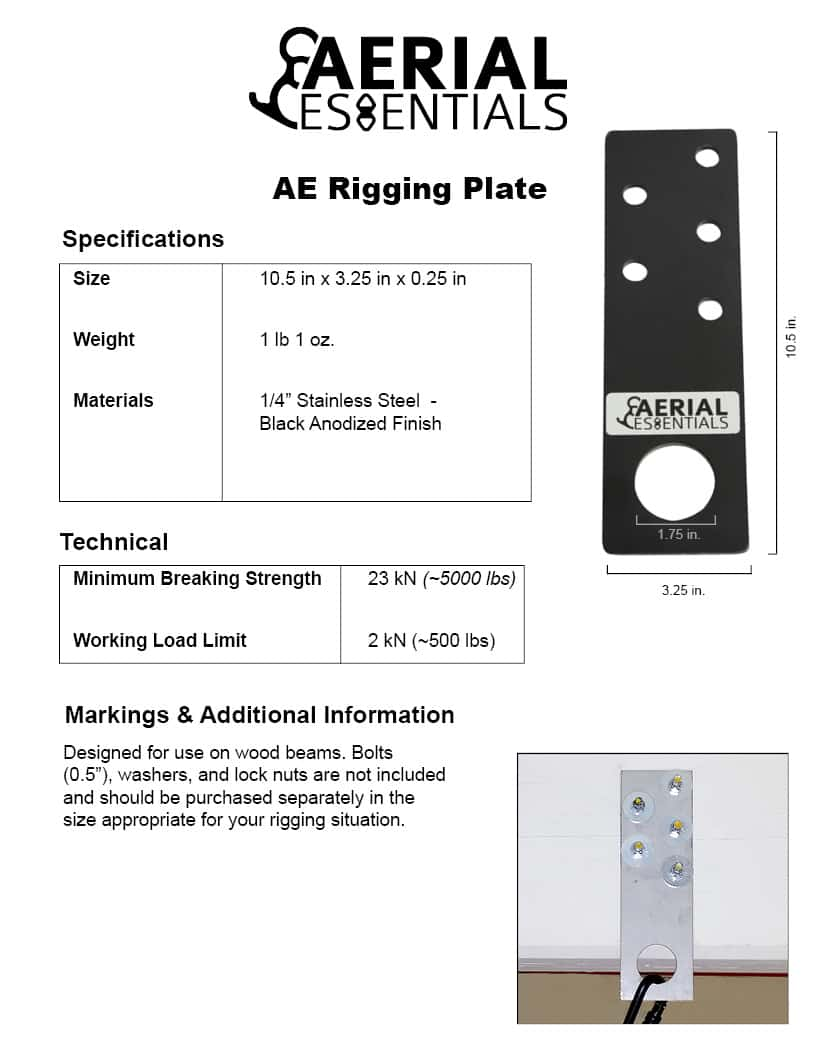 AERIAL
ESSENTIALS
AE Rigging Plate
Specifications
Size 10.5 in x 3.25 in x 0.25 in
Weight 1 lb 1 oz.
Materials 1/4” Stainless Steel -
Black Anodized Finish
AERIAL
ESSENTIALS
1.75 in.
10.5 in.
3.25 in.
Technical
Minimum Breaking Strength 23 kN (~5000 lbs)
Working Load Limit 2 kN (~500 lbs)
Markings & Additional Information
Designed for use on wood beams. Bolts
(0.5”), washers, and lock nuts are not included
and should be purchased separately in the
size appropriate for your rigging situation.